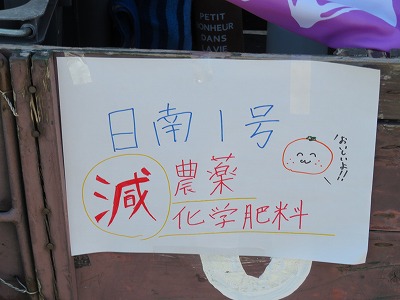 PETIT
BONHEUR
DANS
LA VIE
日南1号
おいしいよ!!
減
農薬
化学肥料